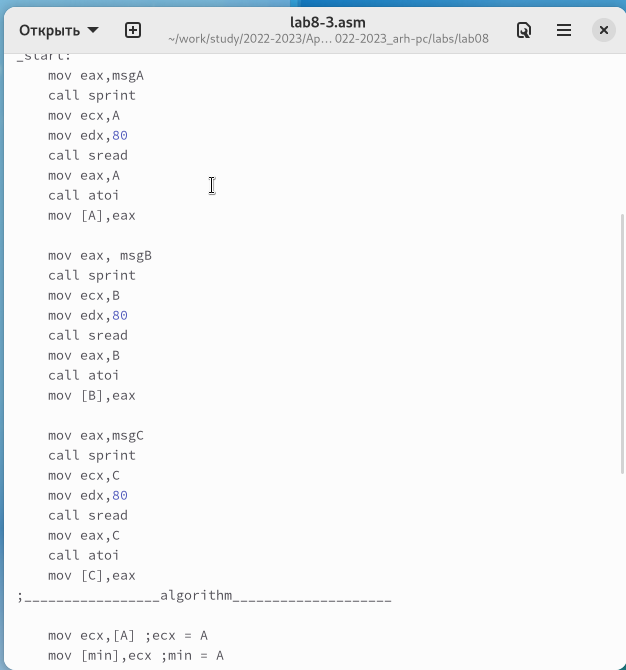 Открыть
lab8-3.asm
~/work/study/2022-2023/Ap... 022-2023_arh-pc/labs/lab08
_start:
mov eax,msgA
call sprint
mov ecx,A
mov edx,80
call sread
mov eax,A
call atoi
mov [A],eax
mov eax, msgB
call sprint
mov ecx,B
mov edx,80
call sread
mov eax,B
call atoi
mov [B],eax
mov eax,msgC
call sprint
mov ecx,C
mov edx,80
call sread
mov eax,C
call atoi
mov [C],eax
;_________________algorithm____________________
mov ecx,[A] ;ecx = A
mov [min],ecx ;min = A